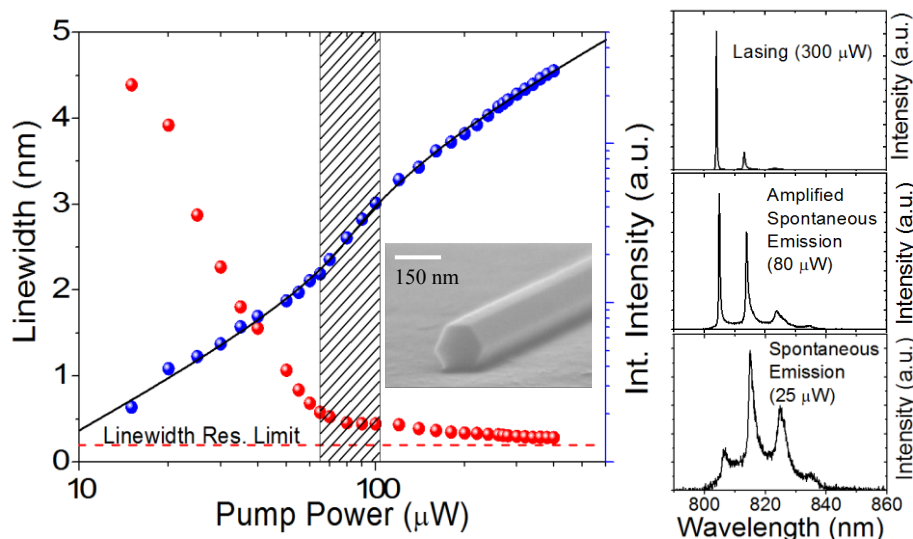 5
4
3
2
1
0
Linewidth (nm)
Linewidth Res. Limit
150 nm
10
100
Pump Power (μW)
Int. Intensity (a.u.)
Lasing (300 μW)
Intensity (a.u.)
Amplified
Spontaneous
Emission
(80 μW)
Intensity (a.u.)
Spontaneous
Emission
(25 μW)
Intensity (a.u.)
800 820 840 860
Wavelength (nm)